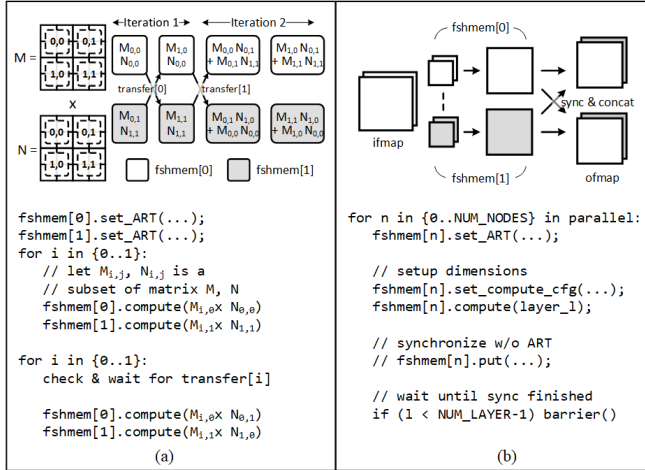 Iteration 1
Iteration 2
M =
0,0 0,1
1,0 1,1
x
N =
0,0 0,1
1,0 1,1
M0,0 M1,0 M0,0 N0,1 M1,0 N0,1
N0,0 N0,0 + M0,1 N1,1 + M1,1 N1,1
transfer[0] transfer[1]
M0,1 M1,1 M0,1 N1,0 M1,1 N1,0
N1,1 N1,1 + M0,0 N0,0 + M1,0 N0,0
fshmem[0] fshmem[1]
fshmem[0].set_ART(...);
fshmem[1].set_ART(...);
for i in {0..1}:
// let Mi,j, Ni,j is a
// subset of matrix M, N
fshmem[0].compute(Mi,0x N0,0)
fshmem[1].compute(Mi,1x N1,1)
for i in {0..1}:
check & wait for transfer[i]
fshmem[0].compute(Mi,0x N0,1)
fshmem[1].compute(Mi,1x N1,0)
(a)
fshmem[0]
sync & concat
ifmap
fshmem[1]
ofmap
for n in {0..NUM_NODES} in parallel:
fshmem[n].set_ART(...);
// setup dimensions
fshmem[n].set_compute_cfg(...);
fshmem[n].compute(layer_l);
// synchronize w/o ART
// fshmem[n].put(...);
// wait until sync finished
if (l < NUM_LAYER-1) barrier()
(b)